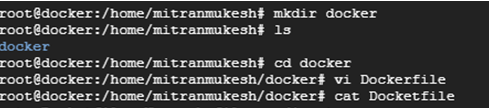 root@docker:/home/mitranmukesh# mkdir docker
root@docker:/home/mitranmukesh# ls
docker
root@docker:/home/mitranmukesh# cd docker
root@docker:/home/mitranmukesh/docker# vi Dockerfile
root@docker:/home/mitranmukesh/docker# cat Docketfile